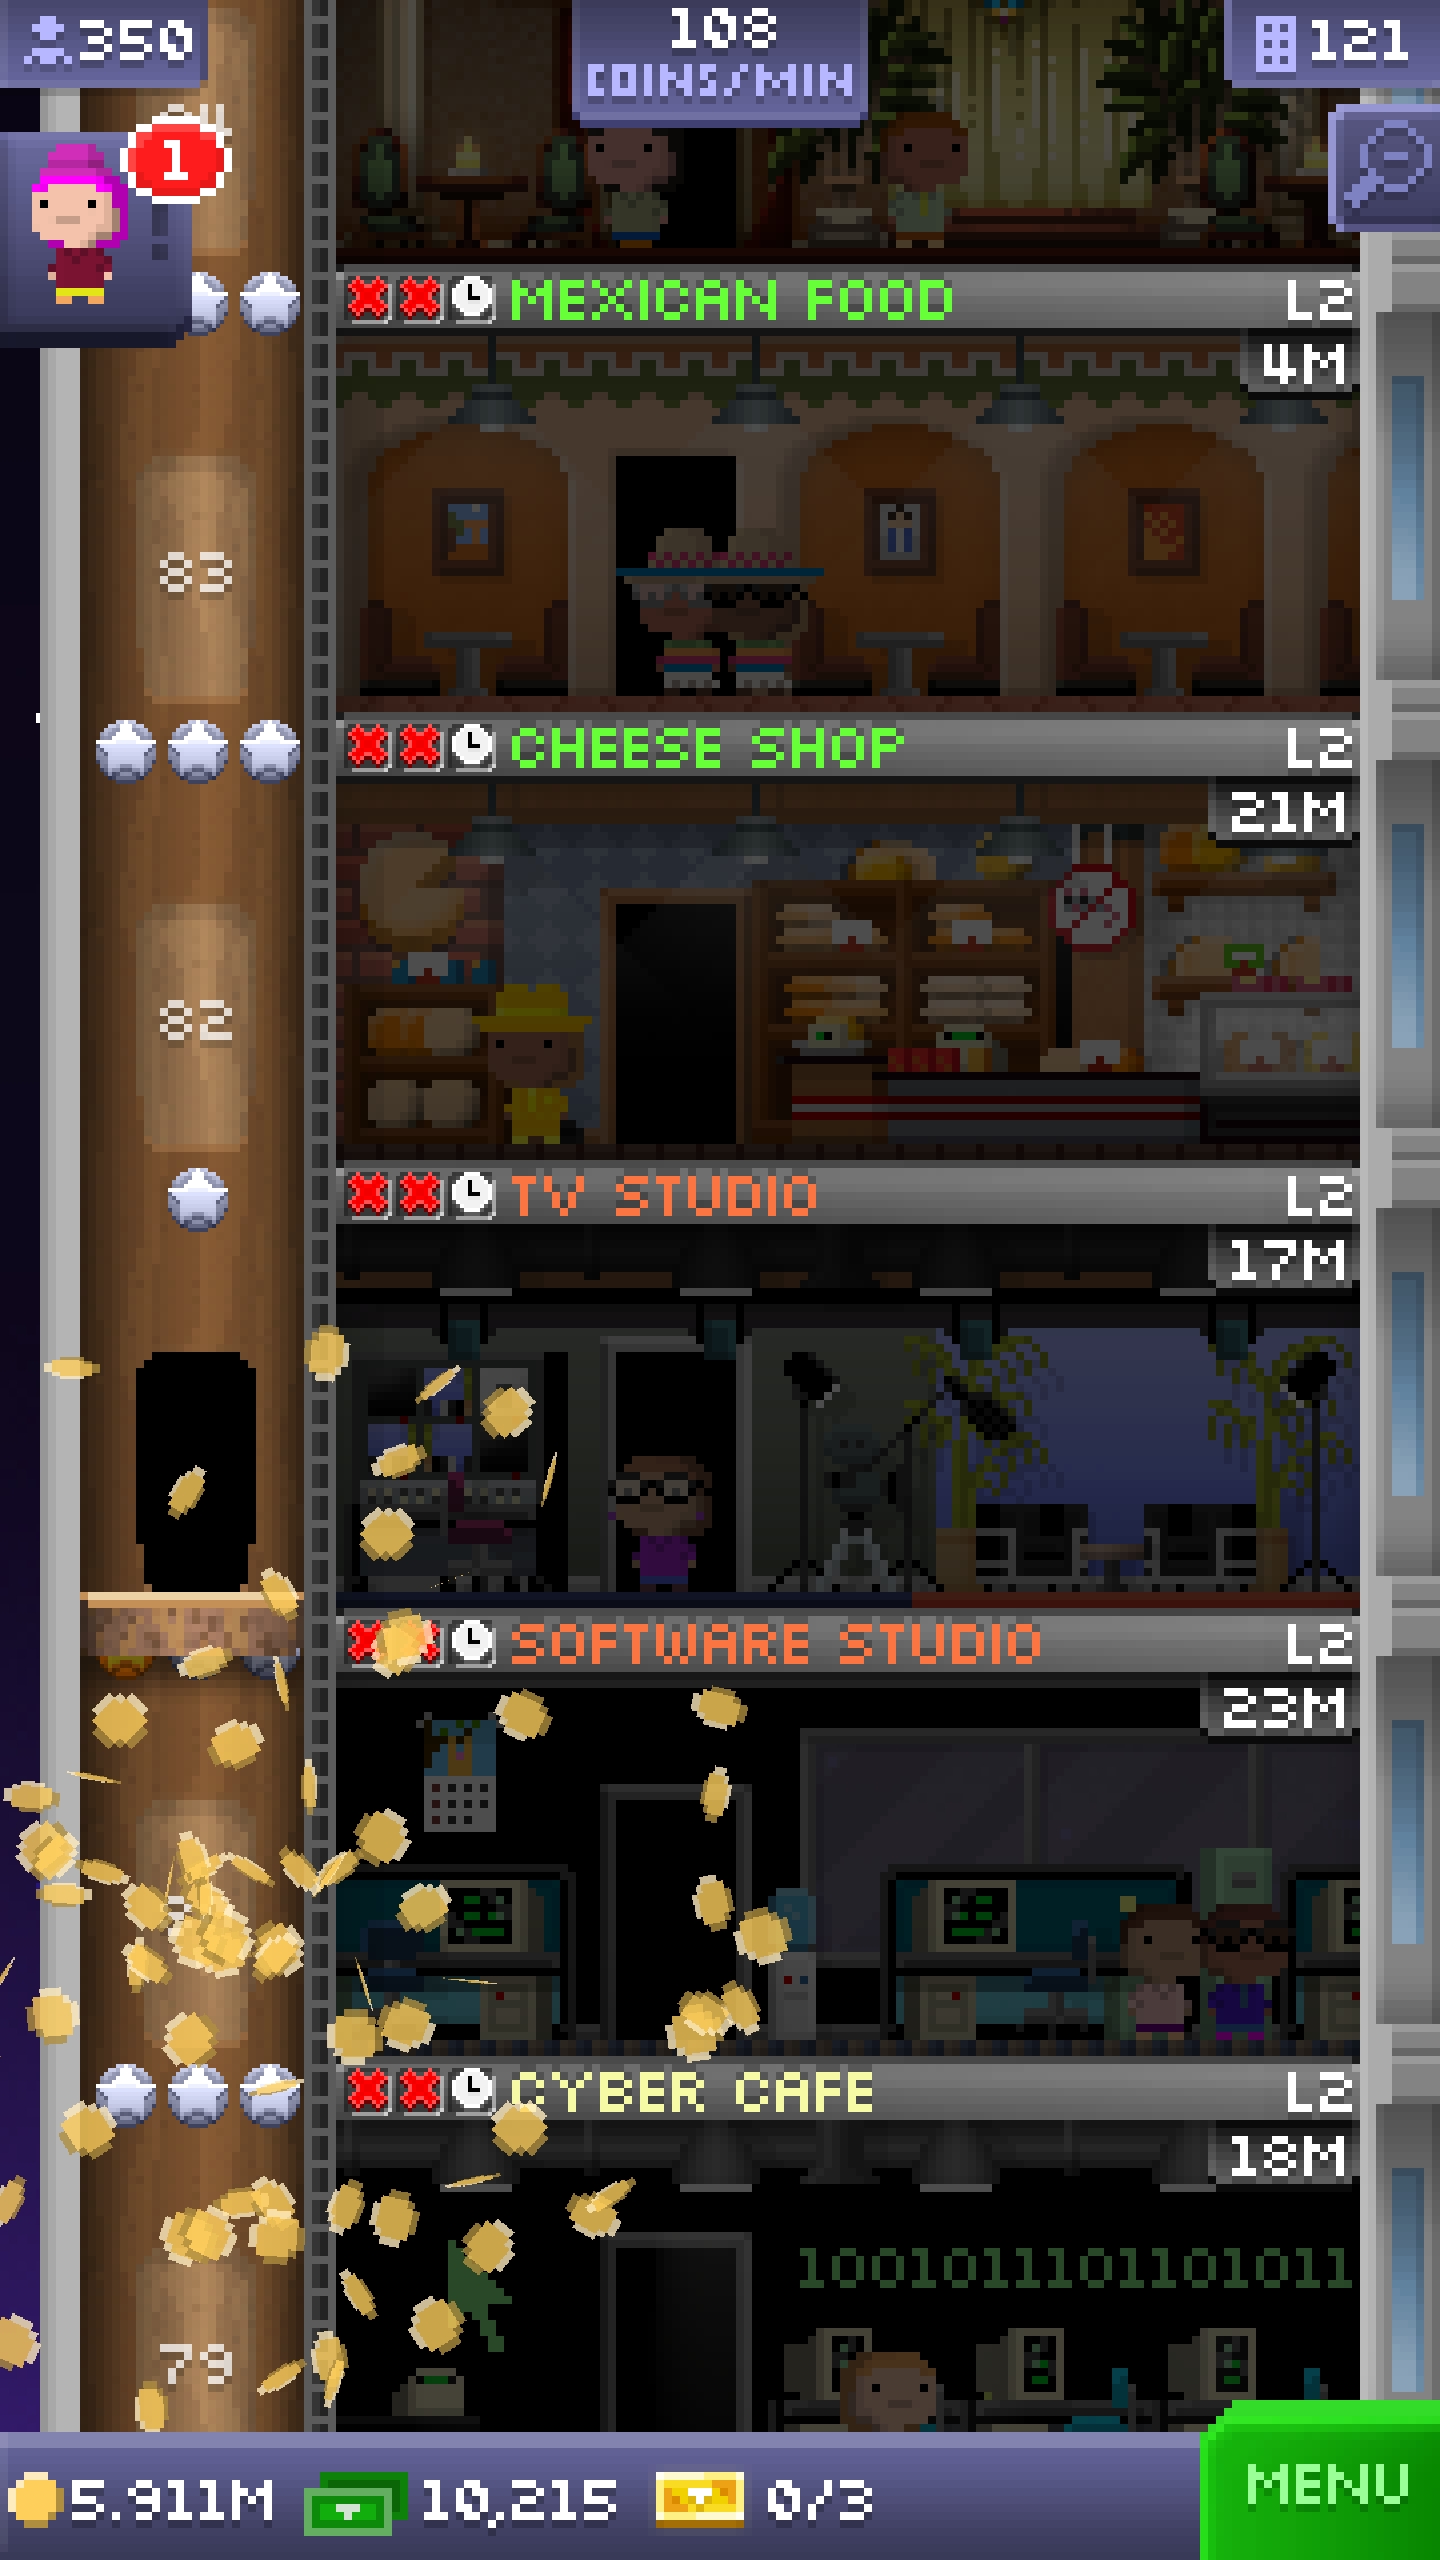 350
108
COINS/MIN
121
1
MEXICAN FOOD L2
4M
83
CHEESE SHOP L2
21M
82
TV STUDIO L2
17M
SOFTWARE STUDIO L2
23M
CYBER CAFE L2
18M
1001011101101011
79
5.911M 10,215 0/3
MENU